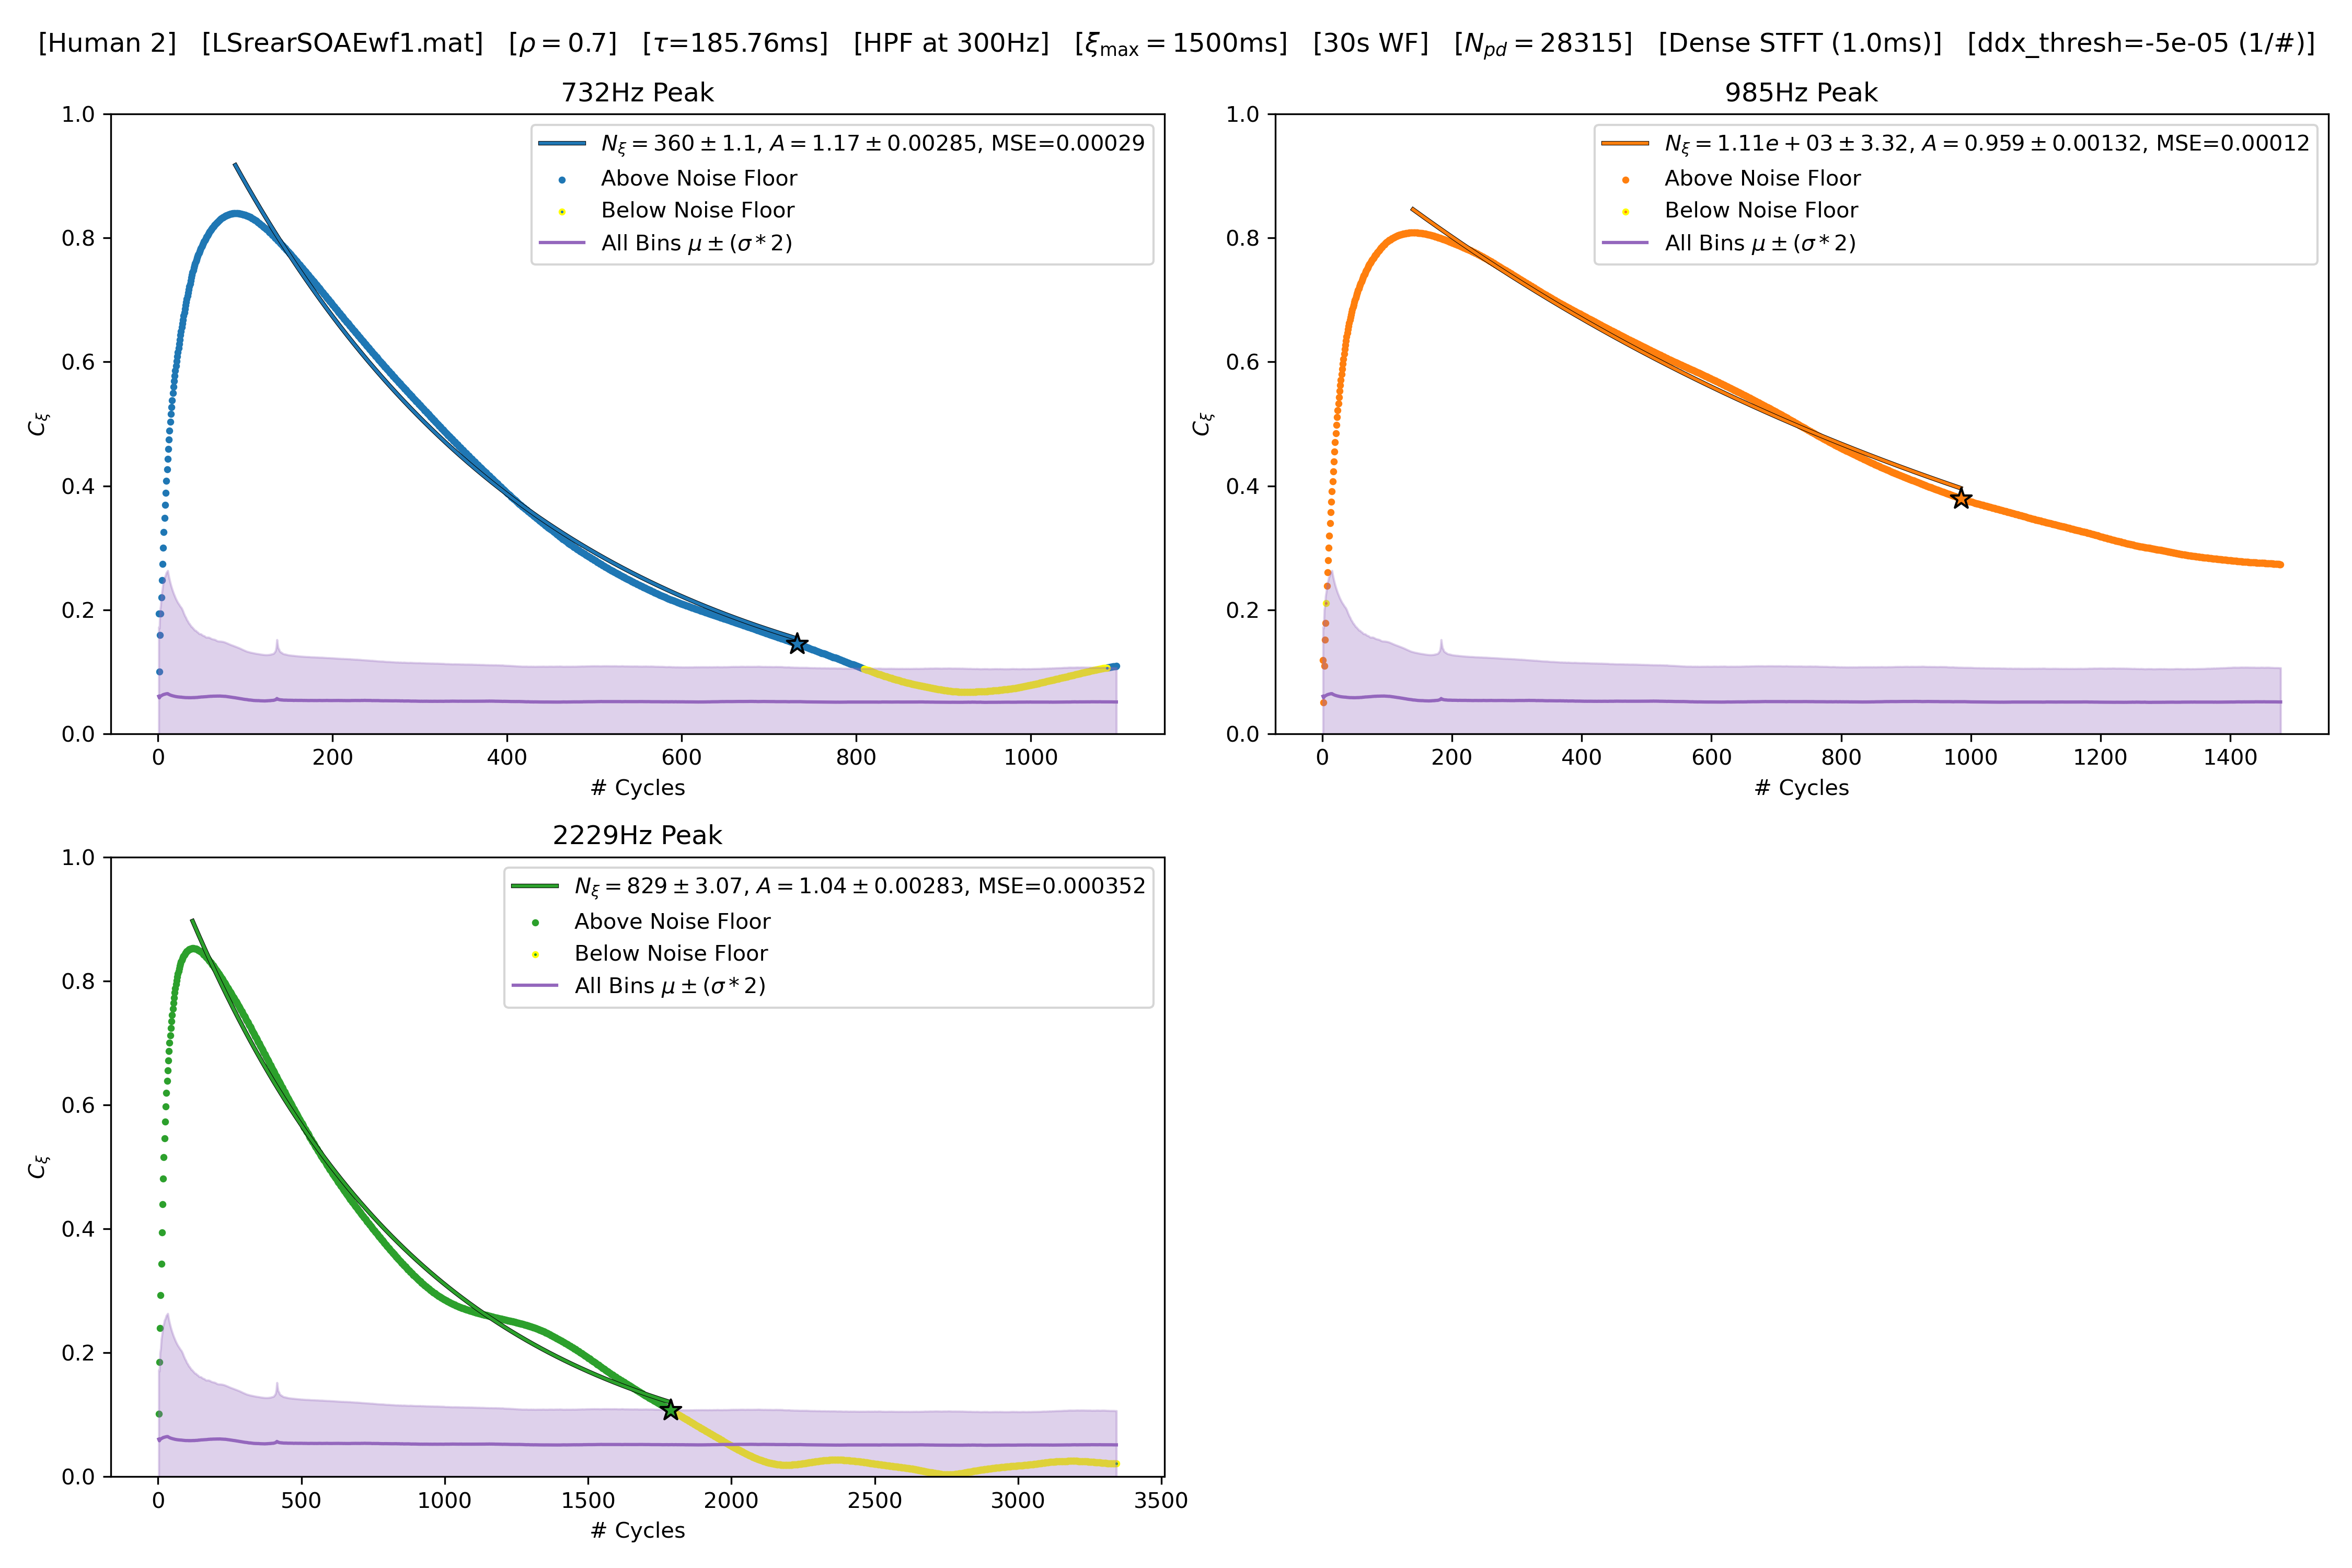 [Human 2] [LSrearSOAEwf1.mat] [ρ = 0.7] [τ=185.76ms] [HPF at 300Hz] [ξmax = 1500ms] [30s WF] [Npd = 28315] [Dense STFT (1.0ms)] [ddx_thresh=-5e-05 (1/#)]
732Hz Peak
Nξ = 360 ± 1.1, A = 1.17 ± 0.00285, MSE=0.00029
Above Noise Floor
Below Noise Floor
All Bins μ ± (σ * 2)
1.0
0.8
0.6
0.4
0.2
0.0
Cξ
0 200 400 600 800 1000
# Cycles
985Hz Peak
Nξ = 1.11e + 03 ± 3.32, A = 0.959 ± 0.00132, MSE=0.00012
Above Noise Floor
Below Noise Floor
All Bins μ ± (σ * 2)
1.0
0.8
0.6
0.4
0.2
0.0
Cξ
0 200 400 600 800 1000 1200 1400
# Cycles
2229Hz Peak
Nξ = 829 ± 3.07, A = 1.04 ± 0.00283, MSE=0.000352
Above Noise Floor
Below Noise Floor
All Bins μ ± (σ * 2)
1.0
0.8
0.6
0.4
0.2
0.0
Cξ
0 500 1000 1500 2000 2500 3000 3500
# Cycles